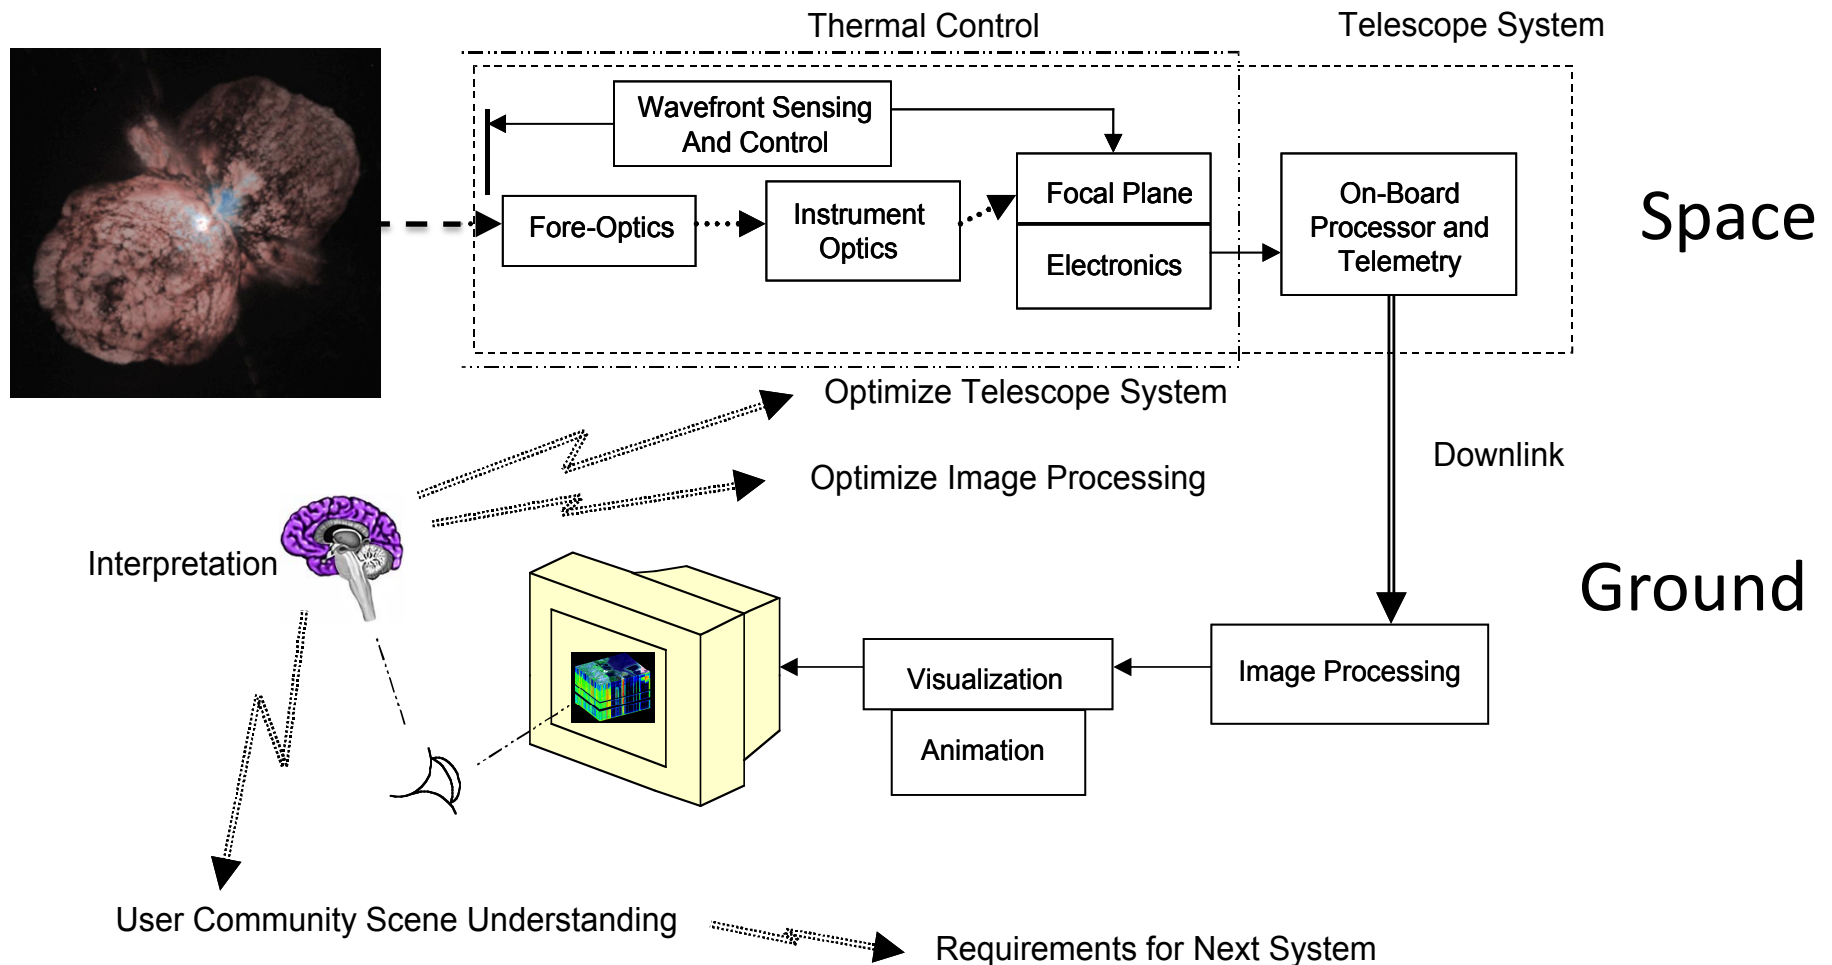 Thermal Control
Telescope System
Wavefront Sensing
And Control
Fore-Optics
Instrument
Optics
Focal Plane
Electronics
On-Board
Processor and
Telemetry
Space
Optimize Telescope System
Downlink
Optimize Image Processing
Interpretation
Ground
Image Processing
Visualization
Animation
User Community Scene Understanding
Requirements for Next System